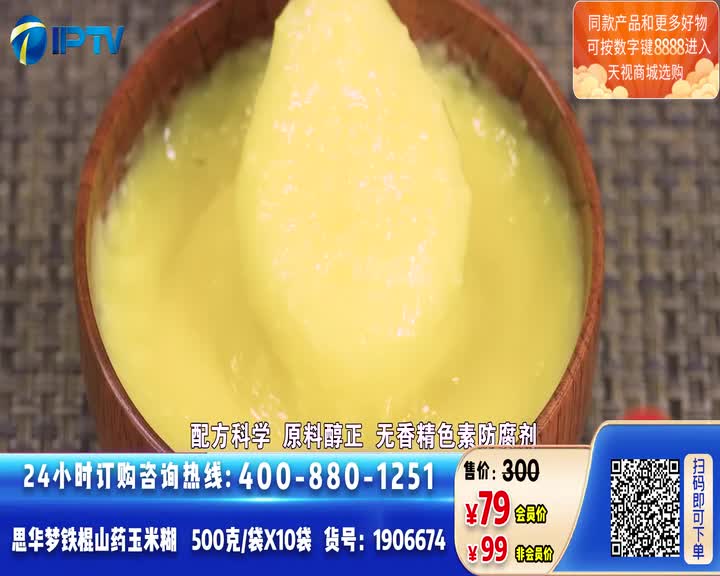 IPTV
同款产品和更多好物
可按数字键8888进入
天视商城选购
配方科学 原料醇正 无香精色素防腐剂
24小时订购咨询热线:400-880-1251
思华梦铁棍山药玉米糊 500克/袋X10袋 货号：1906674
售价: 300
¥79 会员价
¥99 非会员价
扫码即可下单